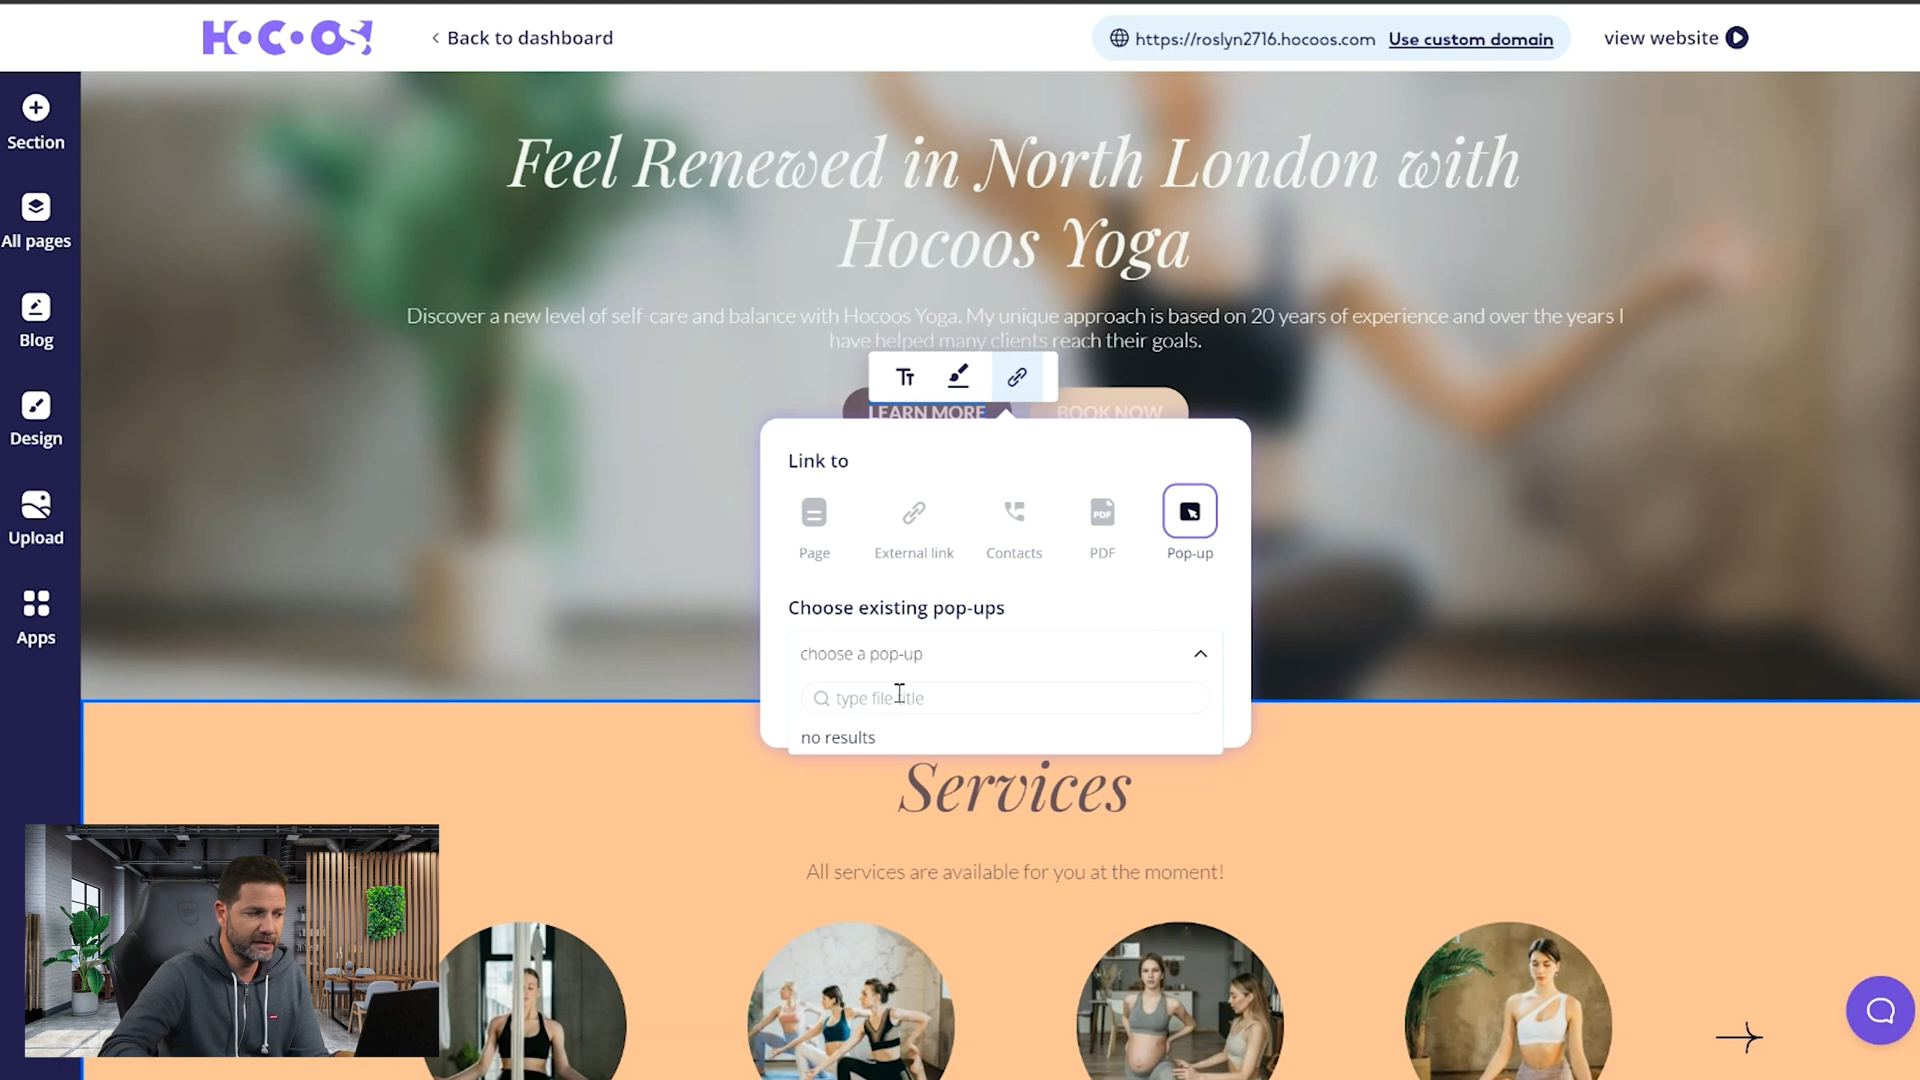 HOCOOS!
Back to dashboard
https://roslyn2716.hocoos.com Use custom domain
view website
Section
All pages
Blog
Design
Upload
Apps
Feel Renewed in North London with
Hocoos Yoga
Discover a new level of self-care and balance with Hocoos Yoga. My unique approach is based on 20 years of experience and over the years I
have helped many clients reach their goals.
LEARN MORE
BOOK NOW
Link to
Page
External link
Contacts
PDF
PDF
Pop-up
Choose existing pop-ups
choose a pop-up
type file title
no results
Services
All services are available for you at the moment!